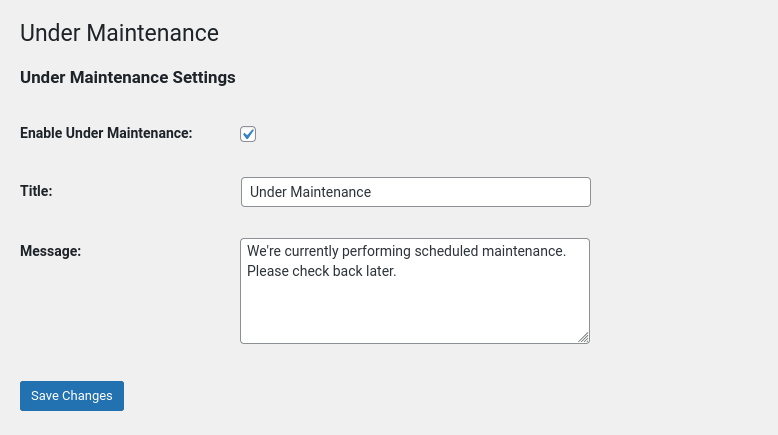 Under Maintenance
Under Maintenance Settings
Enable Under Maintenance:
Title:
Under Maintenance
Message:
We're currently performing scheduled maintenance.
Please check back later.
Save Changes